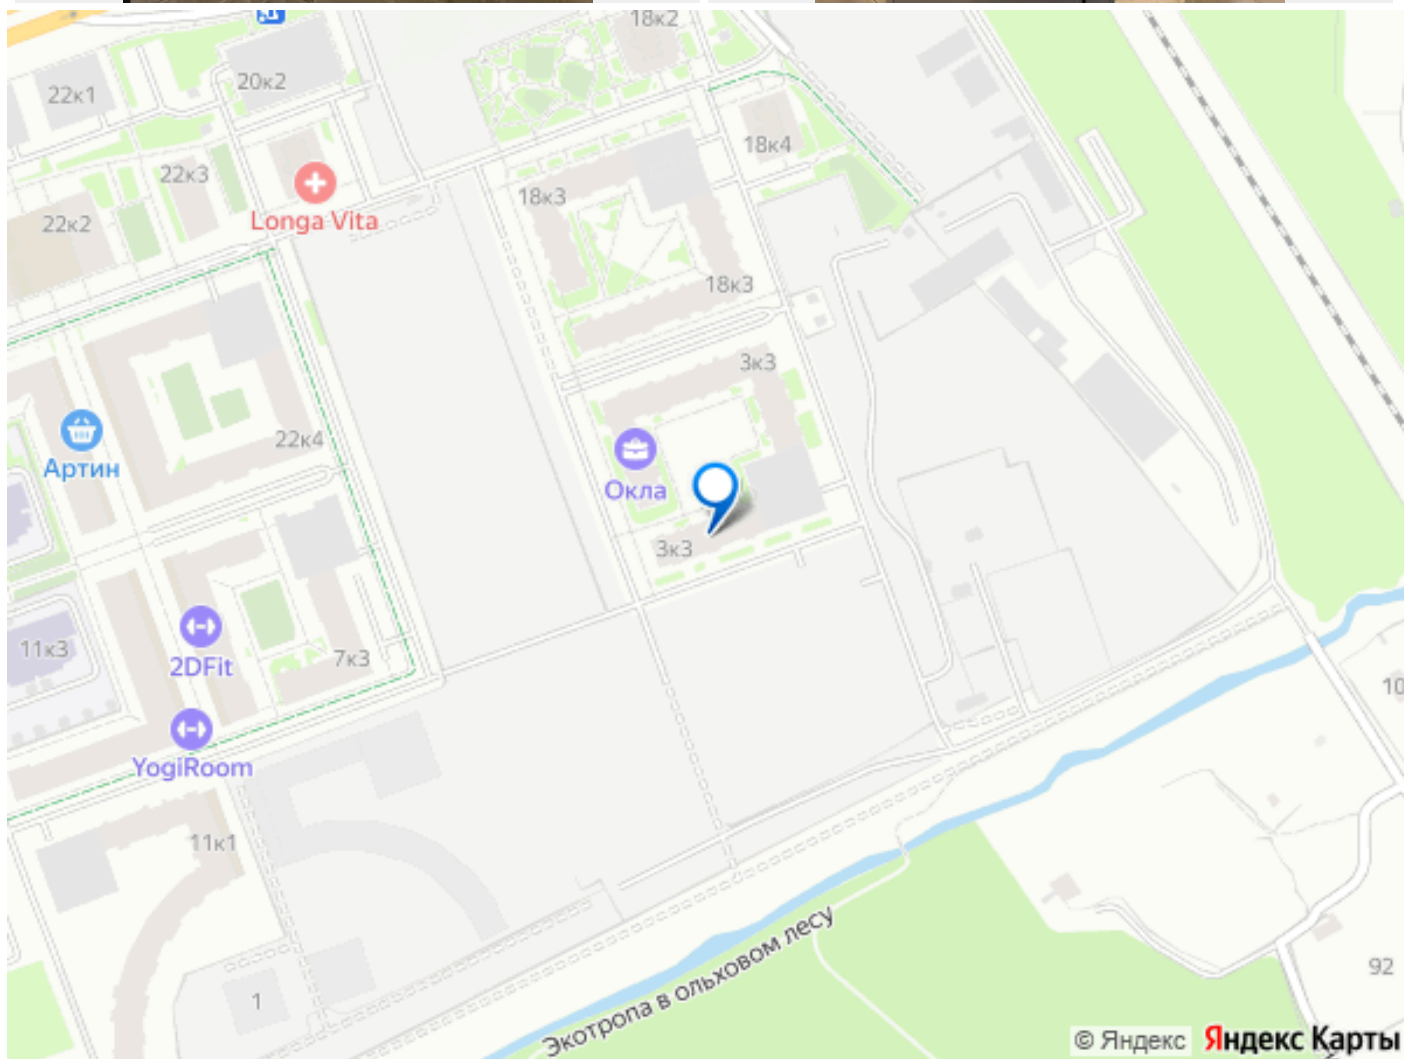 18к2
20к2
22к1
18к4
22к3
18к3
Longa Vita
22к2
18к3
3к3
22к4
Артин
Окла
3к3
11к3
7к3
2DFit
10
YogiRoom
11к1
Экотропа в ольховом лесу
92
1
© Яндекс Яндекс Карты